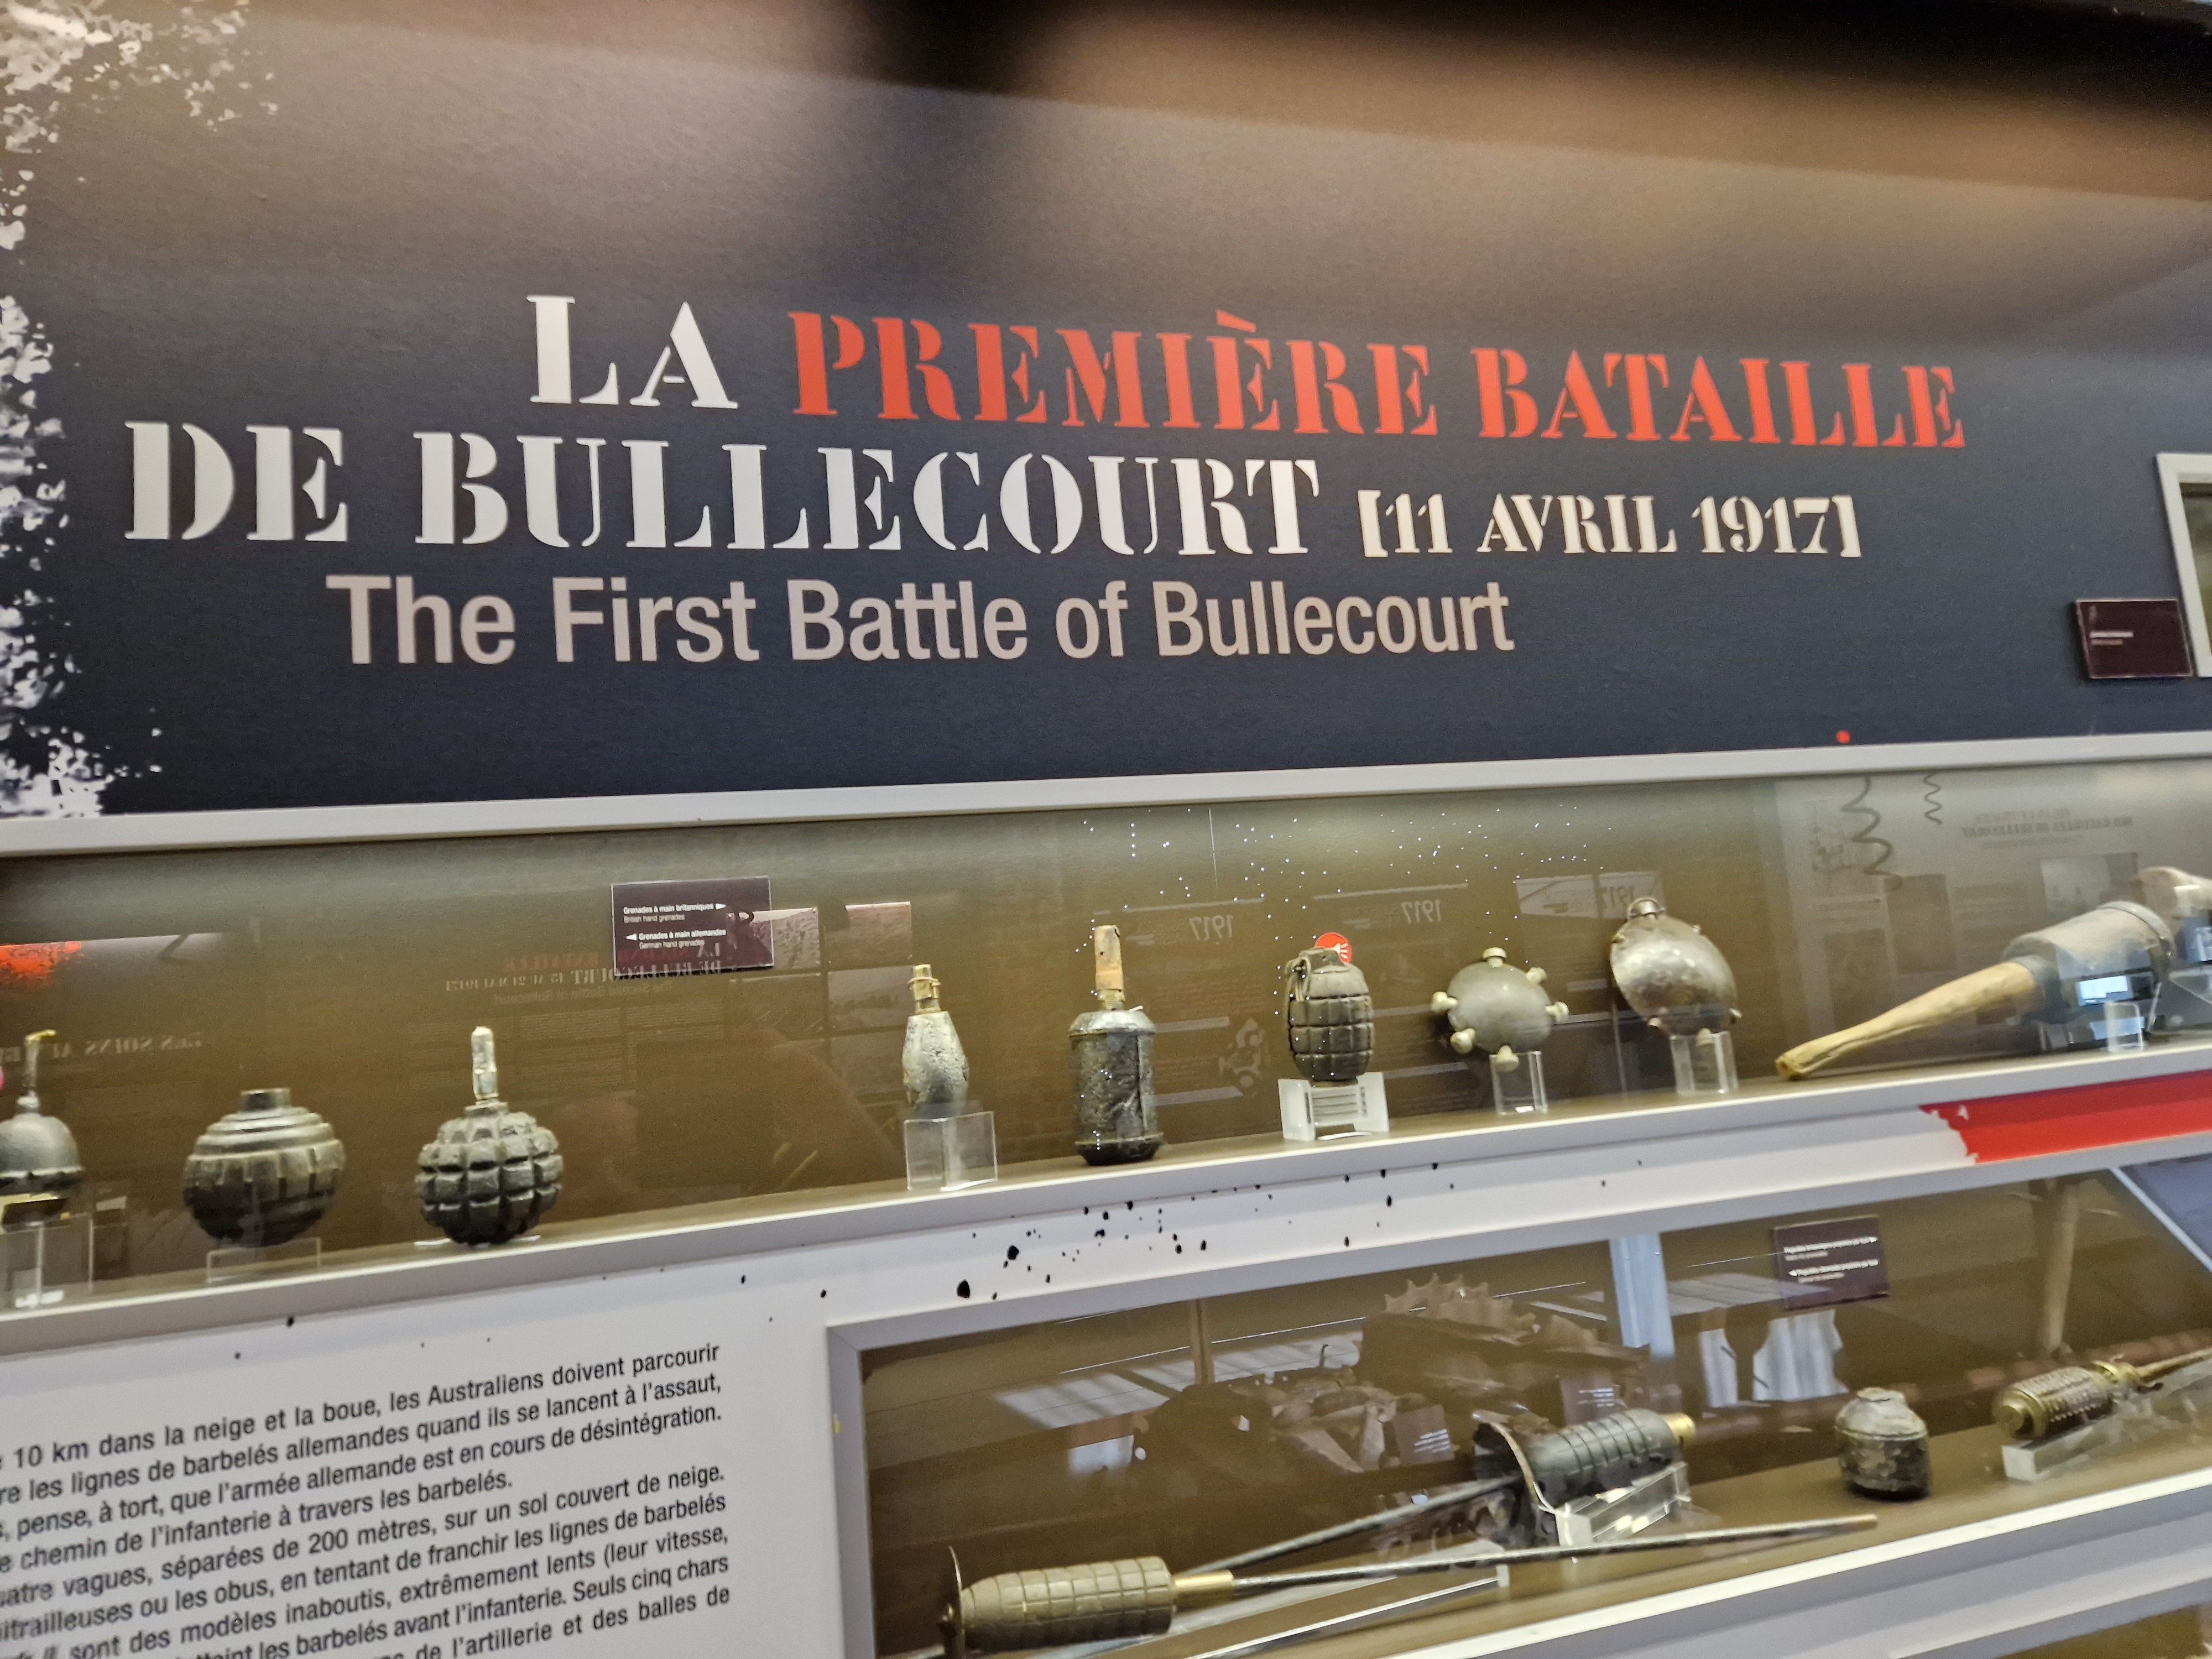 LA PREMIÈRE BATAILLE
DE BULLECOURT [11 AVRIL 1917]
The First Battle of Bullecourt
Grenades à main britanniques
British hand grenades
Grenades à main allemandes
German hand grenades
10 km dans la neige et la boue, les Australiens doivent parcourir
les lignes de barbelés allemandes quand ils se lancent à l'assaut,
pense, à tort, que l'armée allemande est en cours de désintégration.
chemin de l'infanterie à travers les barbelés.
vagues, séparées de 200 mètres, sur un sol couvert de neige.
ou les obus, en tentant de franchir les lignes de barbelés
sont des modèles inaboutis, extrêmement lents (leur vitesse,
les barbelés avant l'infanterie. Seuls cinq chars
de l'artillerie et des balles de